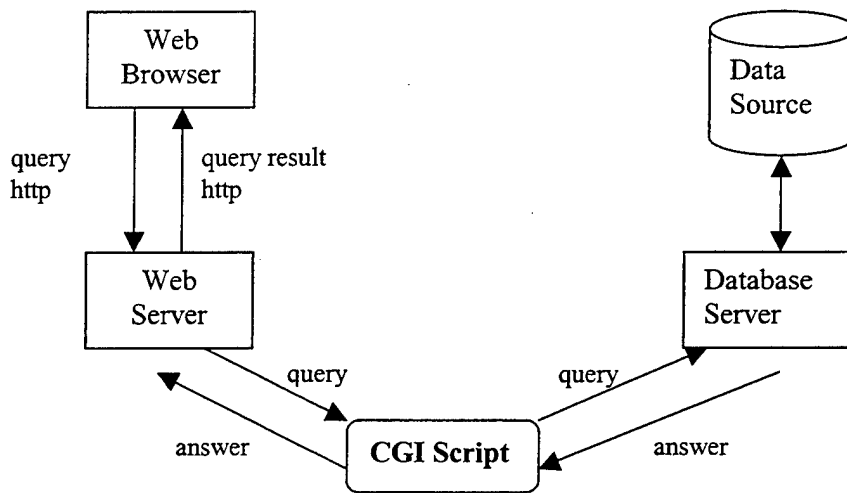 Web
Browser
Data
Source
query
http
query result
http
Web
Server
Database
Server
query
query
answer
CGI Script
answer